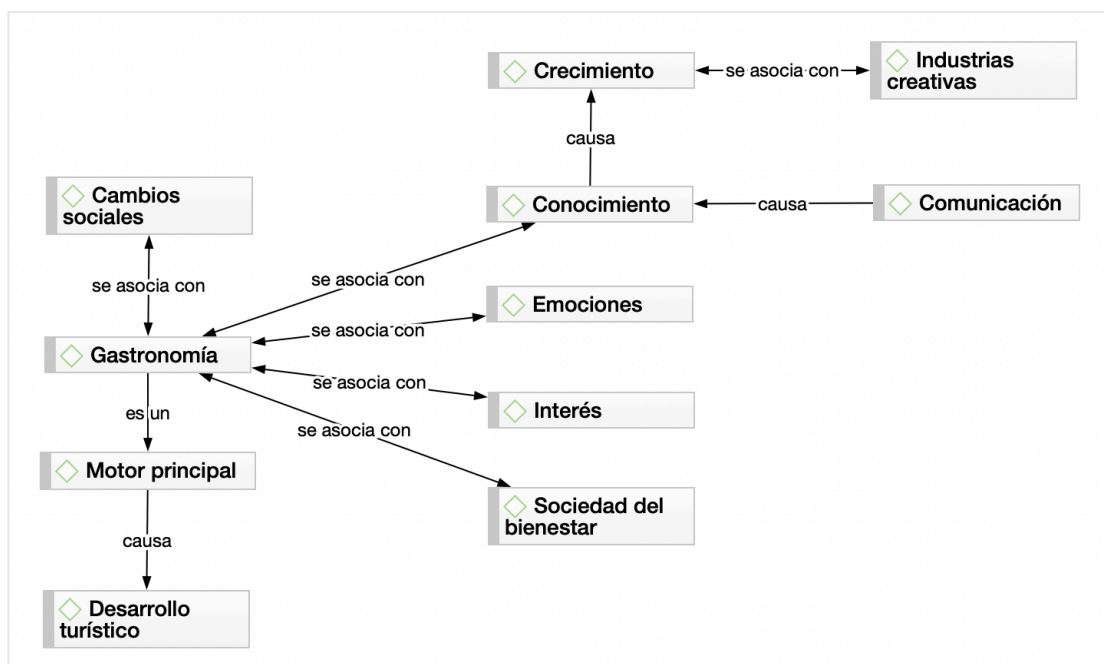 Crecimiento
se asocia con
Industrias
creativas
causa
Cambios
sociales
Conocimiento
causa
Comunicación
se asocia con
se asocia con
Emociones
se asocia con
Gastronomía
se asocia con
Interés
es un
se asocia con
Motor principal
Sociedad del
bienestar
causa
Desarrollo
turístico